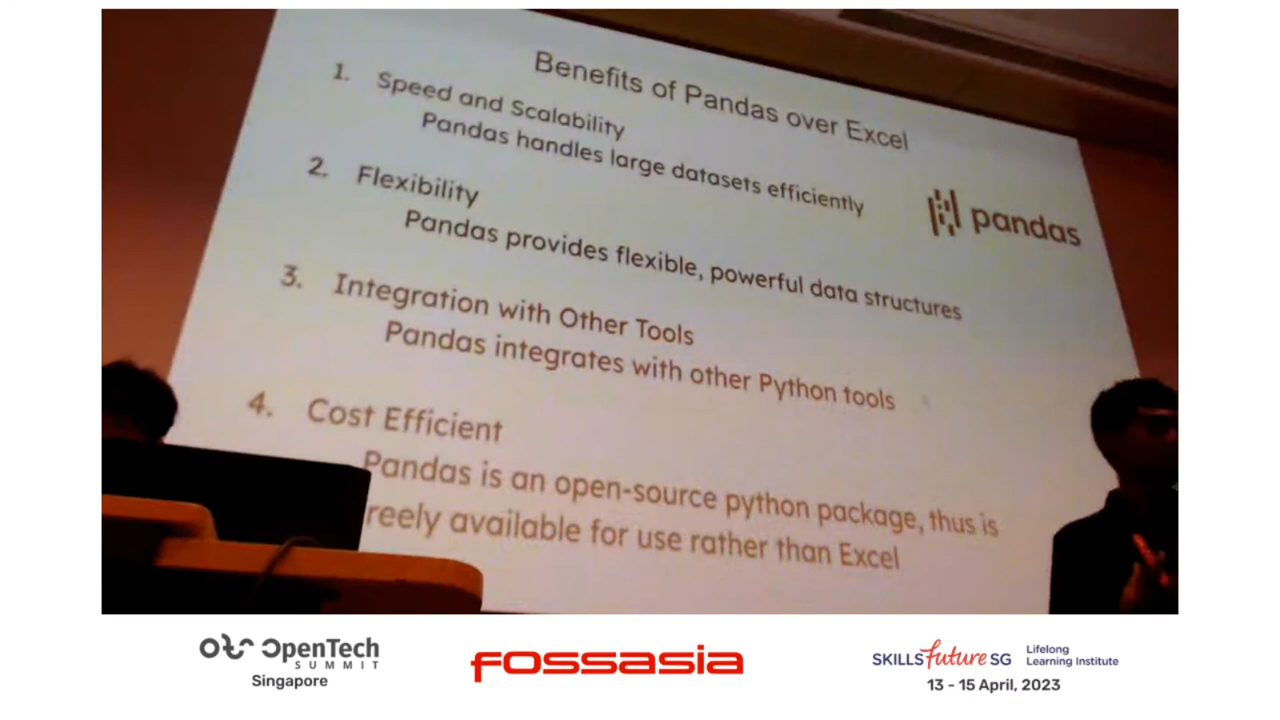 Benefits of Pandas over Excel
1. Speed and Scalability
Pandas handles large datasets efficiently
2. Flexibility
Pandas provides flexible, powerful data structures
3. Integration with Other Tools
Pandas integrates with other Python tools
4. Cost Efficient
Pandas is an open-source python package, thus is
reely available for use rather than Excel
pandas
OpenTech
SUMMIT
Singapore
fossasia
SKILLS future SG
Lifelong
Learning Institute
13 - 15 April, 2023